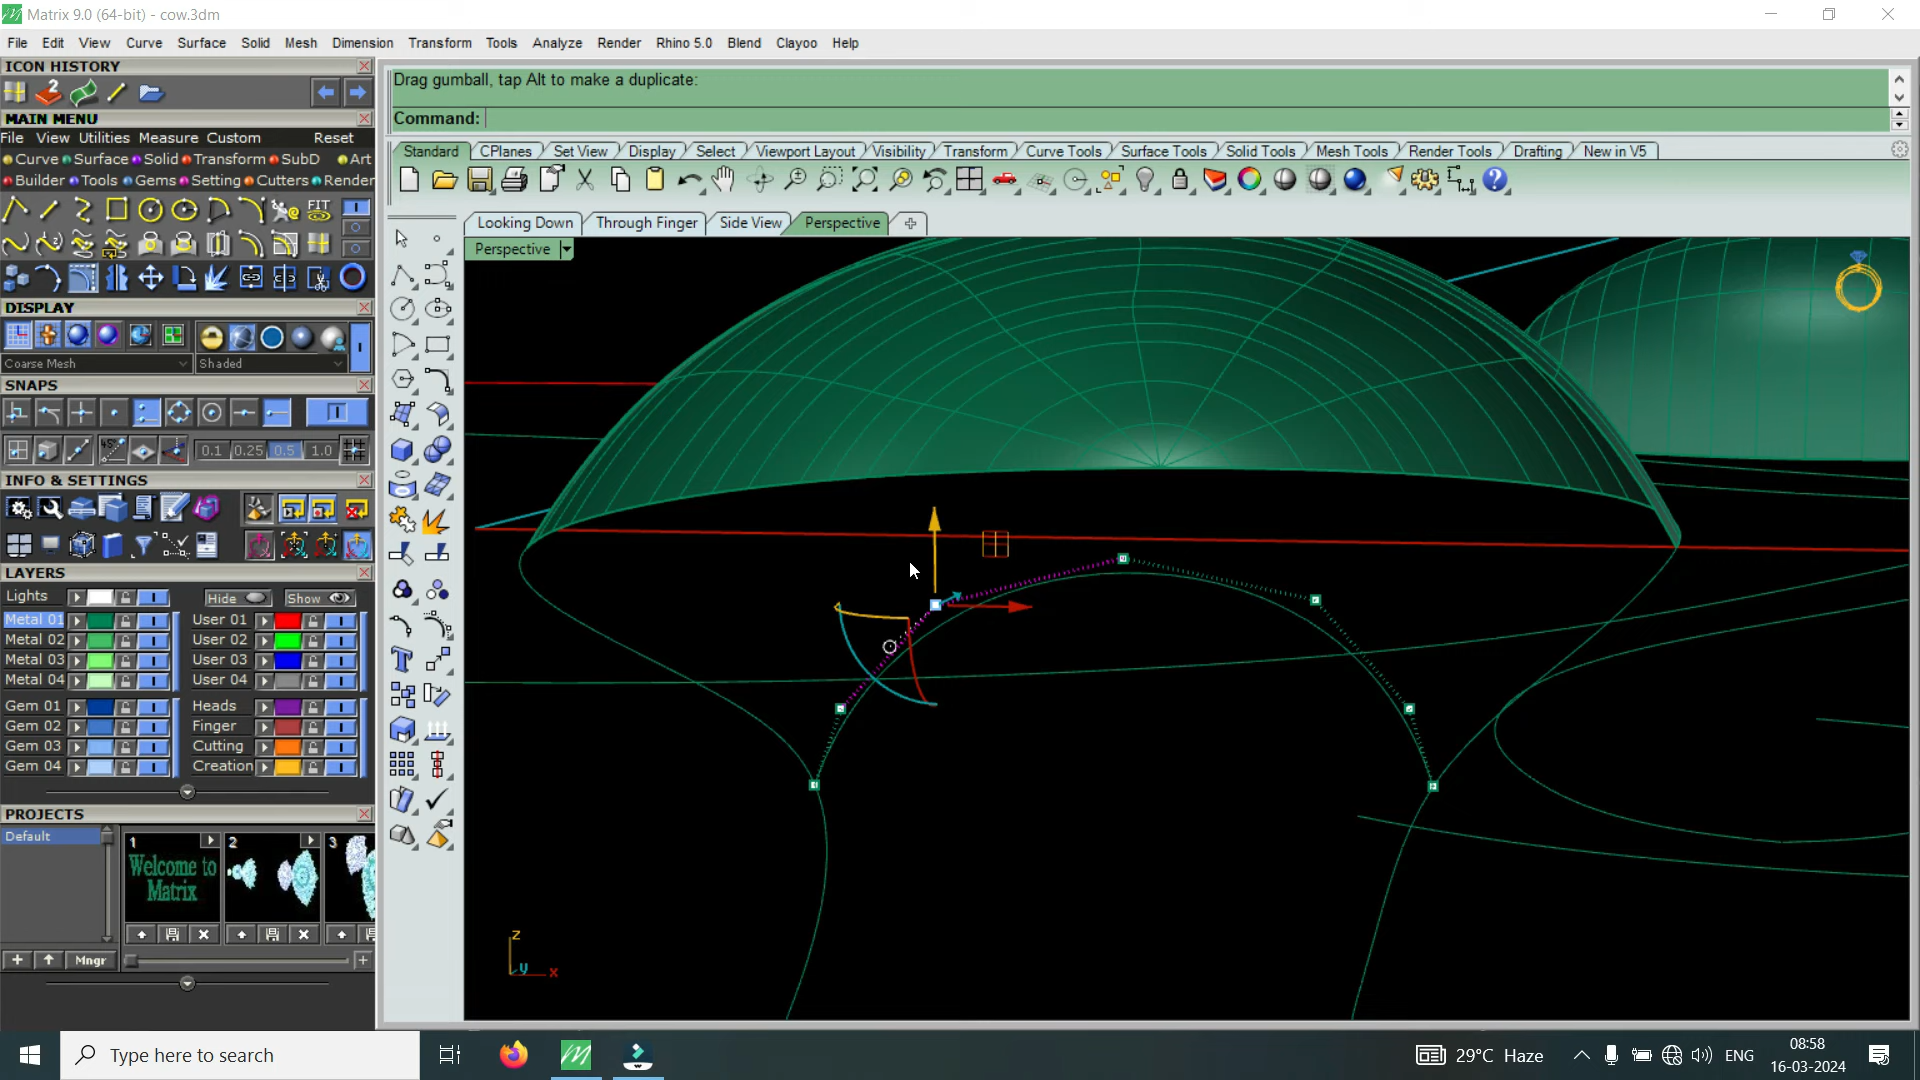 Matrix 9.0 (64-bit) - cow.3dm
File Edit View Curve Surface Solid Mesh Dimension Transform Tools Analyze Render Rhino 5.0 Blend Clayoo Help
ICON HISTORY
Drag gumball, tap Alt to make a duplicate:
Command:
MAIN MENU
File View Utilities Measure Custom Reset
Curve Surface Solid Transform SubD Art
Builder Tools Gems Setting Cutters Render
Standard CPlanes Set View Display Select Viewport Layout Visibility Transform Curve Tools Surface Tools Solid Tools Mesh Tools Render Tools Drafting New in V5
FIT
Looking Down Through Finger Side View Perspective
Perspective
DISPLAY
Coarse Mesh Shaded
SNAPS
0.1 0.25 0.5 1.0
INFO & SETTINGS
LAYERS
Lights Hide Show
Metal 01 User 01
Metal 02 User 02
Metal 03 User 03
Metal 04 User 04
Gem 01 Heads
Gem 02 Finger
Gem 03 Cutting
Gem 04 Creation
PROJECTS
Default 1 2 3
Welcome to
Matrix
Mngr
z
y x
Type here to search
29°C Haze
ENG
08:58
16-03-2024